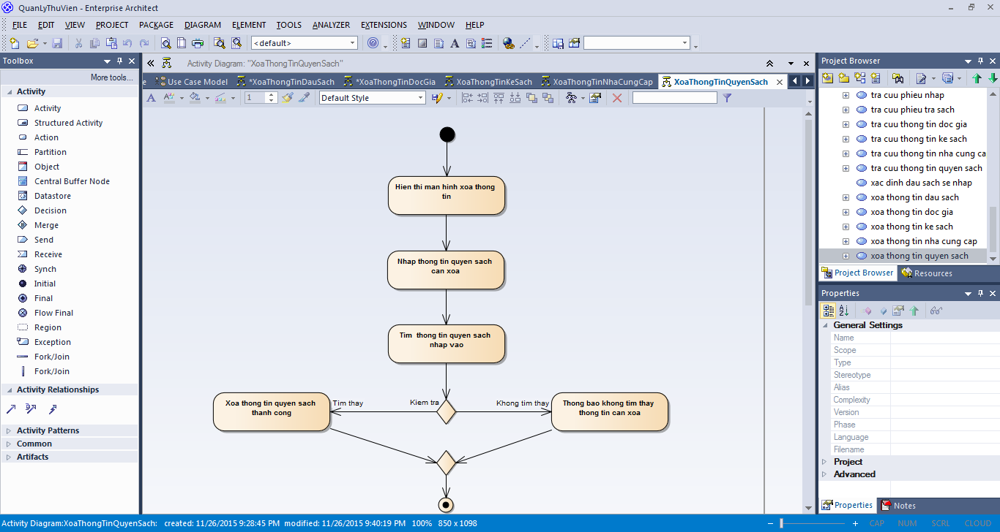 QuanLyThuVien - Enterprise Architect
FILE EDIT VIEW PROJECT PACKAGE DIAGRAM ELEMENT TOOLS ANALYZER EXTENSIONS WINDOW HELP
<default>
Toolbox
More tools...
Activity
Activity
Structured Activity
Action
Partition
Object
Central Buffer Node
Datastore
Decision
Merge
Send
Receive
Synch
Initial
Final
Flow Final
Region
Exception
Fork/Join
Fork/Join
Activity Relationships
Activity Patterns
Common
Artifacts
Activity Diagram: "XoaThongTinQuyenSach"
Use Case Model *XoaThongTinDauSach *XoaThongTinDocGia XoaThongTinKeSach XoaThongTinNhaCungCap XoaThongTinQuyenSach
1 Default Style
Hien thi man hinh xoa thong
tin
Nhap thong tin quyen sach
can xoa
Tim thong tin quyen sach
nhap vao
Xoa thong tin quyen sach
thanh cong
Tim thay
Kiem tra
Khong tim thay
Thong bao khong tim thay
thong tin can xoa
Project Browser
tra cuu phieu nhap
tra cuu phieu tra sach
tra cuu thong tin doc gia
tra cuu thong tin ke sach
tra cuu thong tin nha cung ca
tra cuu thong tin quyen sach
xac dinh dau sach se nhap
xoa thong tin dau sach
xoa thong tin doc gia
xoa thong tin ke sach
xoa thong tin nha cung cap
xoa thong tin quyen sach
Project Browser Resources
Properties
General Settings
Name
Scope
Type
Stereotype
Alias
Complexity
Version
Phase
Language
Filename
Project
Advanced
Properties Notes
Activity Diagram:XoaThongTinQuyenSach: created: 11/26/2015 9:28:45 PM modified: 11/26/2015 9:40:19 PM 100% 850 x 1098
CAP NUM SCRL CLOUD